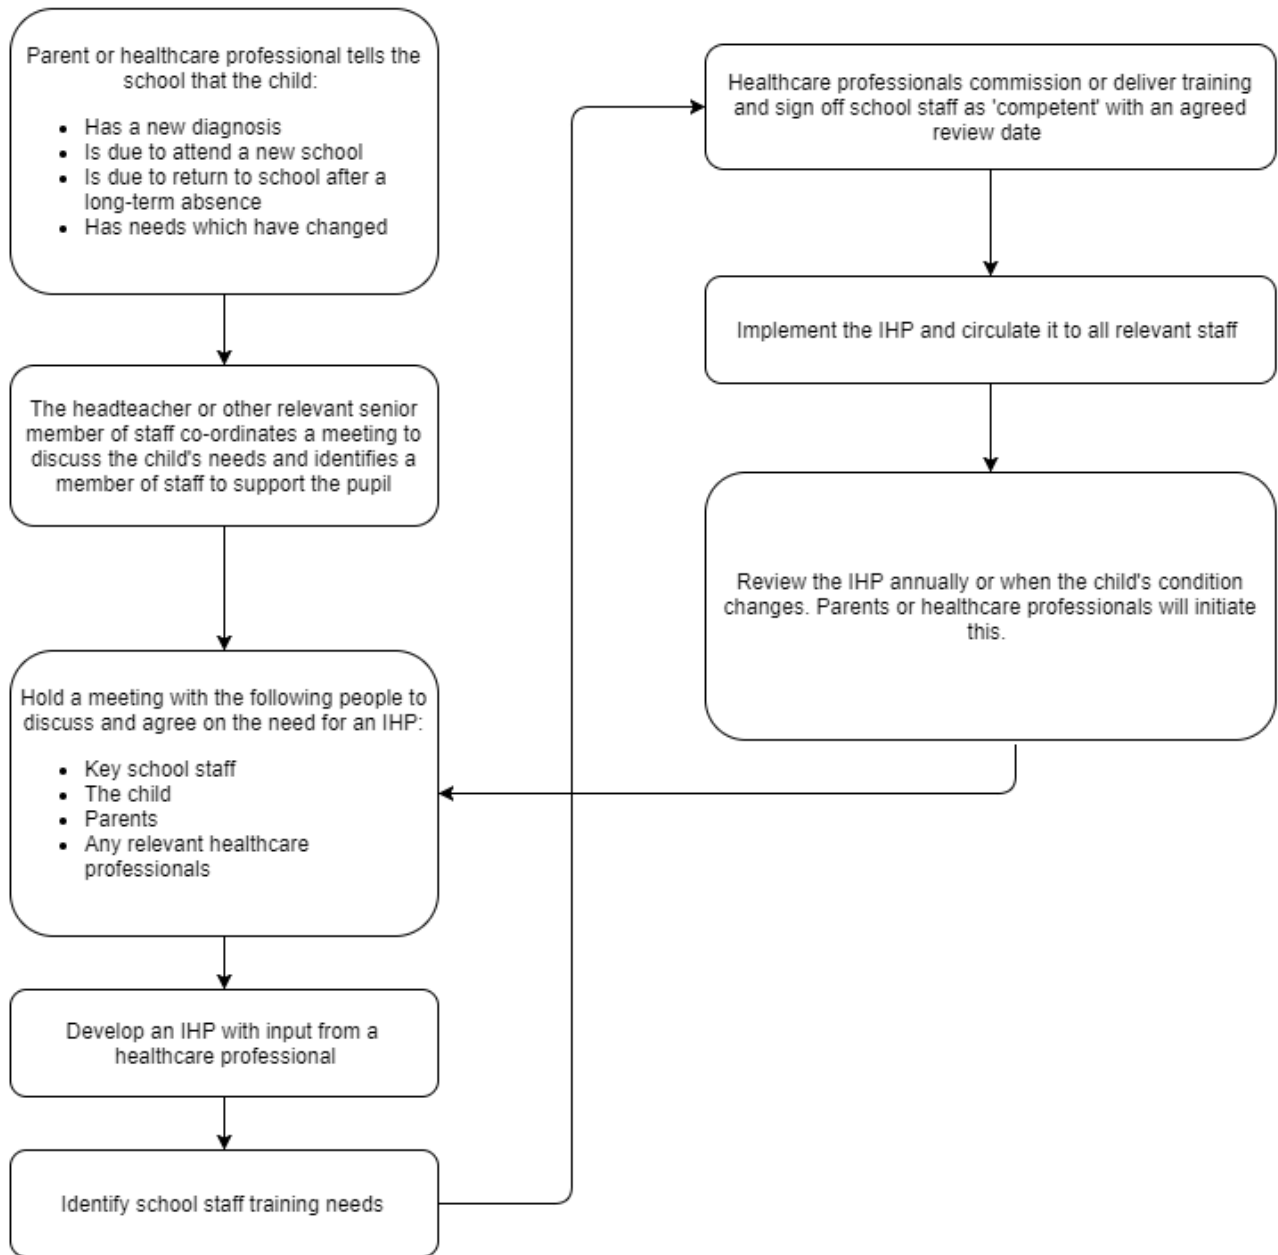 Parent or healthcare professional tells the
school that the child:
• Has a new diagnosis
• Is due to attend a new school
• Is due to return to school after a
long-term absence
• Has needs which have changed
The headteacher or other relevant senior
member of staff co-ordinates a meeting to
discuss the child's needs and identifies a
member of staff to support the pupil
Hold a meeting with the following people to
discuss and agree on the need for an IHP:
• Key school staff
• The child
• Parents
• Any relevant healthcare
professionals
Develop an IHP with input from a
healthcare professional
Identify school staff training needs
Healthcare professionals commission or deliver training
and sign off school staff as 'competent' with an agreed
review date
Implement the IHP and circulate it to all relevant staff
Review the IHP annually or when the child's condition
changes. Parents or healthcare professionals will initiate
this.